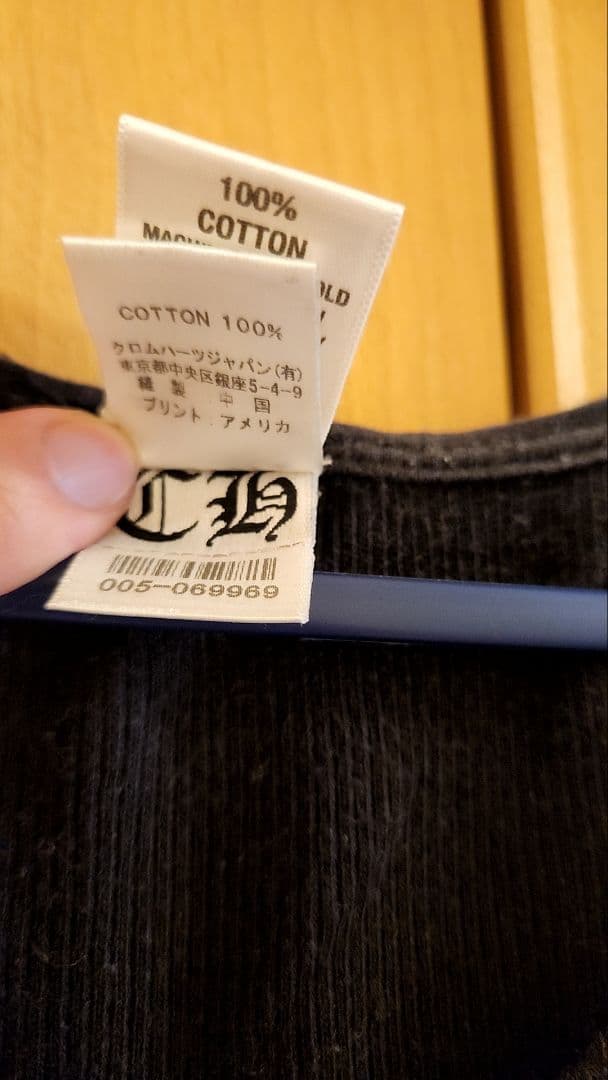 100%
COTTON
COTTON 100%
クロムハーツジャパン(有)
東京都中央区銀座5-4-9
縫製 中国
プリント アメリカ
CH
005-069969